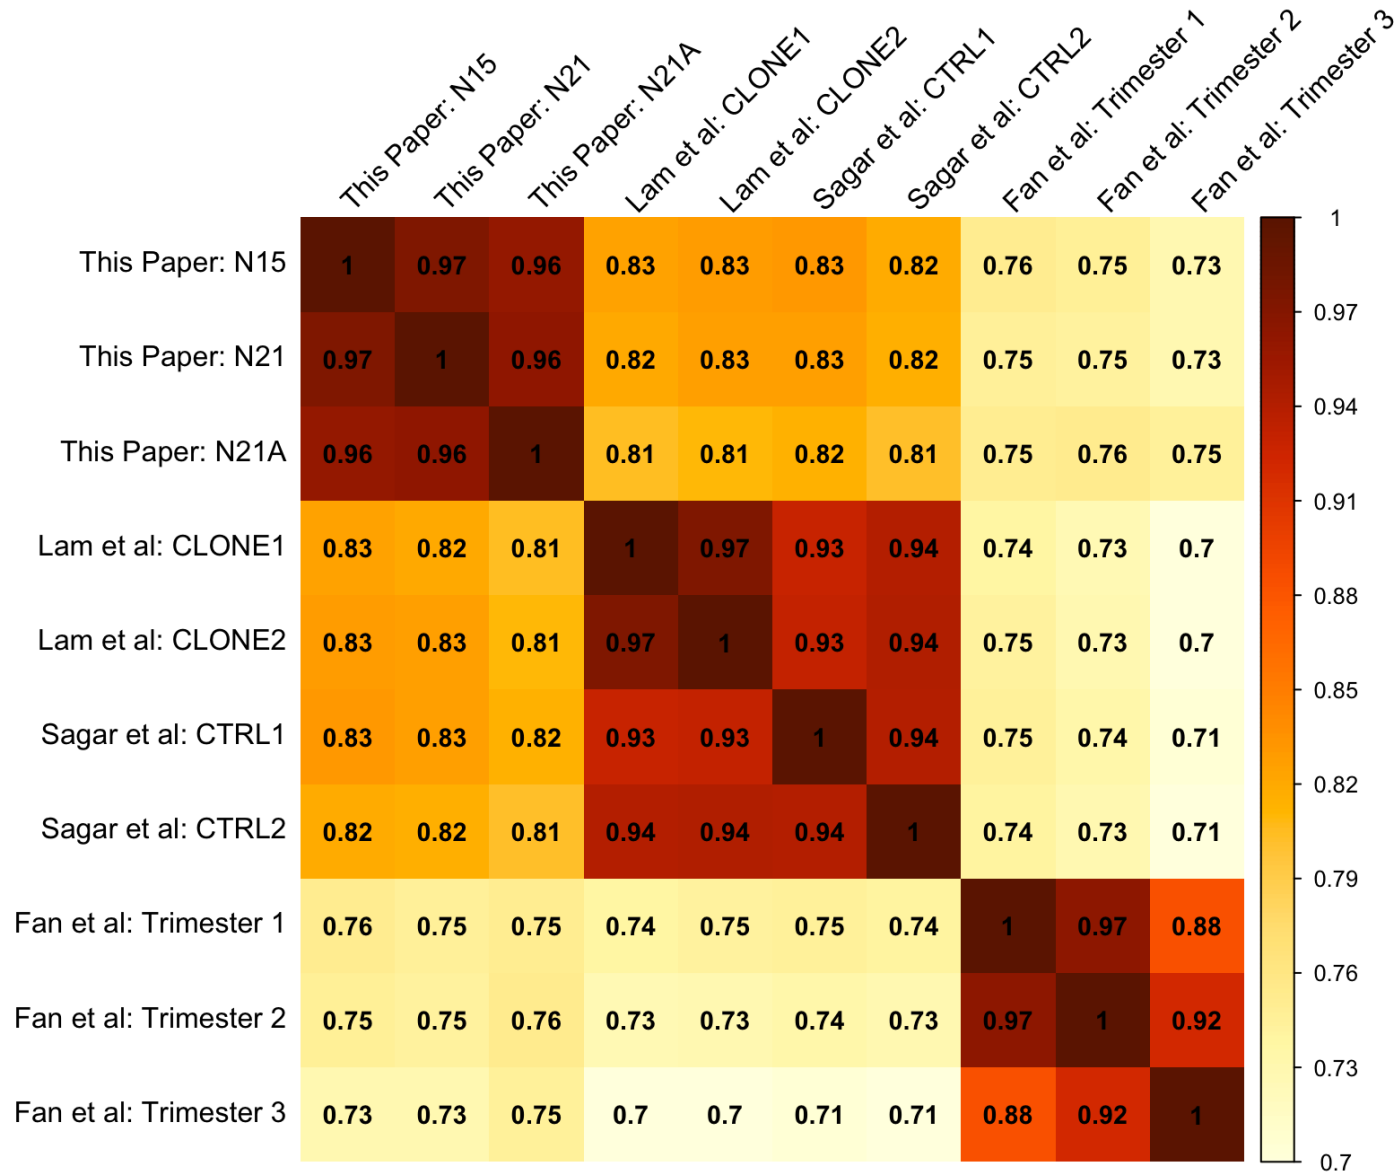 This Paper: N15
This Paper: N21
This Paper: N21A
Lam et al: CLONE1
Lam et al: CLONE2
Sagar et al: CTRL1
Sagar et al: CTRL2
Fan et al: Trimester 1
Fan et al: Trimester 2
Fan et al: Trimester 3
This Paper: N15 1 0.97 0.96 0.83 0.83 0.83 0.82 0.76 0.75 0.73
This Paper: N21 0.97 1 0.96 0.82 0.83 0.83 0.82 0.75 0.75 0.73
This Paper: N21A 0.96 0.96 1 0.81 0.81 0.82 0.81 0.75 0.76 0.75
Lam et al: CLONE1 0.83 0.82 0.81 1 0.97 0.93 0.94 0.74 0.73 0.7
Lam et al: CLONE2 0.83 0.83 0.81 0.97 1 0.93 0.94 0.75 0.73 0.7
Sagar et al: CTRL1 0.83 0.83 0.82 0.93 0.93 1 0.94 0.75 0.74 0.71
Sagar et al: CTRL2 0.82 0.82 0.81 0.94 0.94 0.94 1 0.74 0.73 0.71
Fan et al: Trimester 1 0.76 0.75 0.75 0.74 0.75 0.75 0.74 1 0.97 0.88
Fan et al: Trimester 2 0.75 0.75 0.76 0.73 0.73 0.74 0.73 0.97 1 0.92
Fan et al: Trimester 3 0.73 0.73 0.75 0.7 0.7 0.71 0.71 0.88 0.92 1
1
0.97
0.94
0.91
0.88
0.85
0.82
0.79
0.76
0.73
0.7